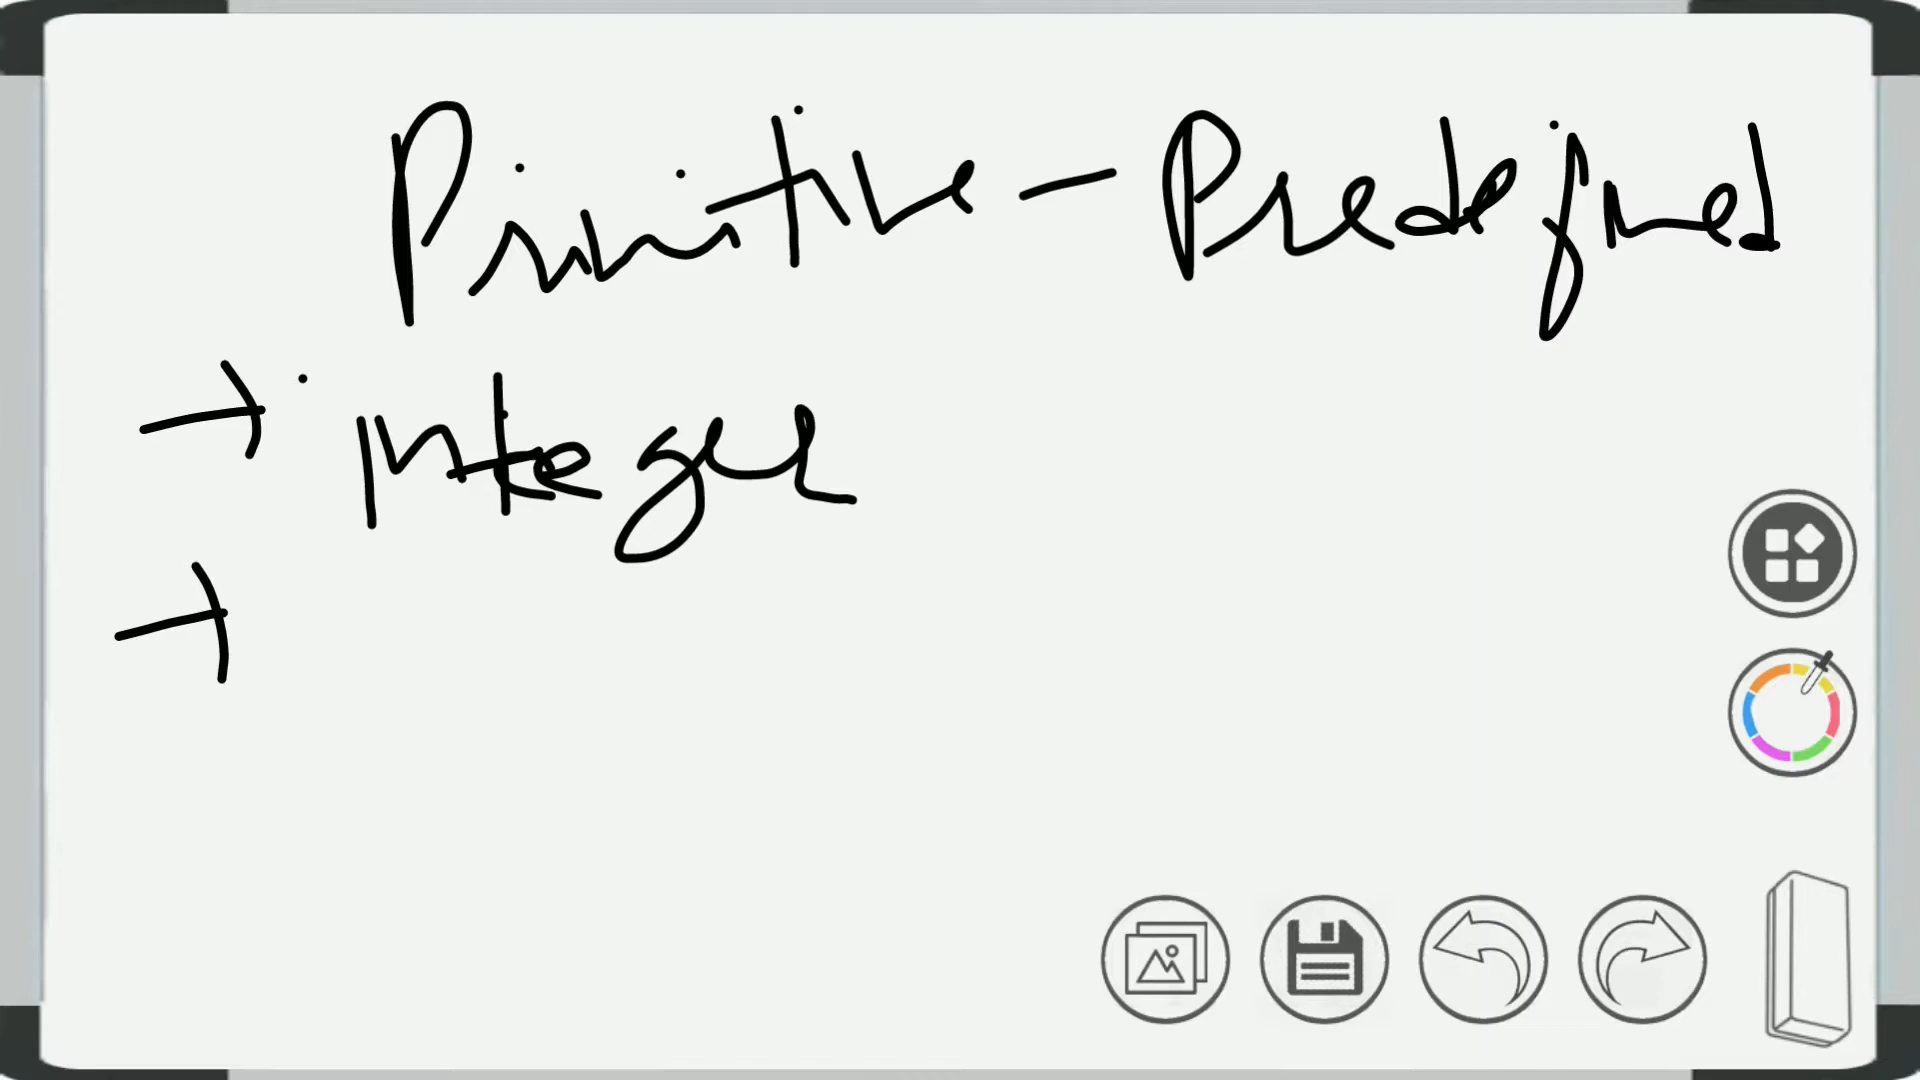 Primitive - Predefined
→ integer
→